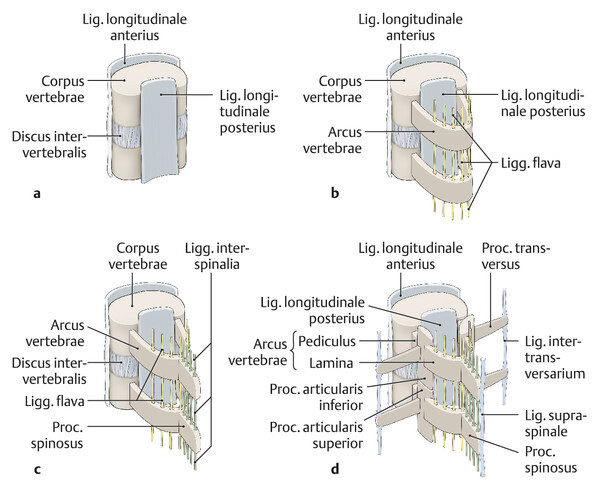 Lig. longitudinale
anterius
Corpus
vertebrae
Lig. longi-
tudinale
posterius
Discus inter-
vertebralis
a
Lig. longitudinale
anterius
Corpus
vertebrae
Arcus
vertebrae
Lig. longitudi-
nale posterius
Ligg. flava
b
Corpus
vertebrae
Ligg. inter-
spinalia
Arcus
vertebrae
Discus inter-
vertebralis
Ligg. flava
Proc.
spinosus
c
Lig. longitudinale
anterius
Proc. trans-
versus
Lig. longitudinale
posterius
Arcus
vertebrae
Pediculus
Lamina
Lig. inter-
trans-
versarium
Proc. articularis
inferior
Proc. articularis
superior
Lig. supra-
spinale
Proc.
spinosus
d